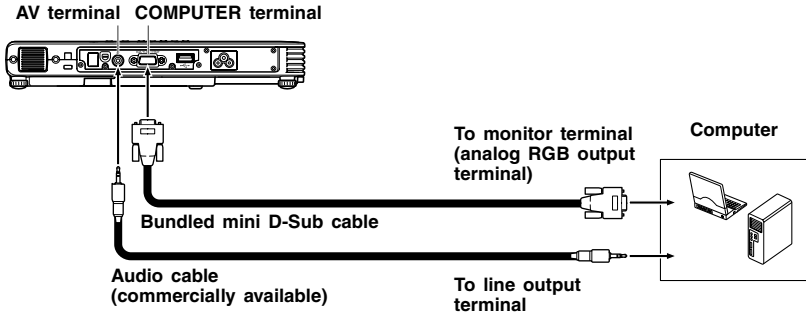 AV terminal COMPUTER terminal
To monitor terminal
(analog RGB output
terminal)
Computer
Bundled mini D-Sub cable
Audio cable
(commercially available)
To line output
terminal